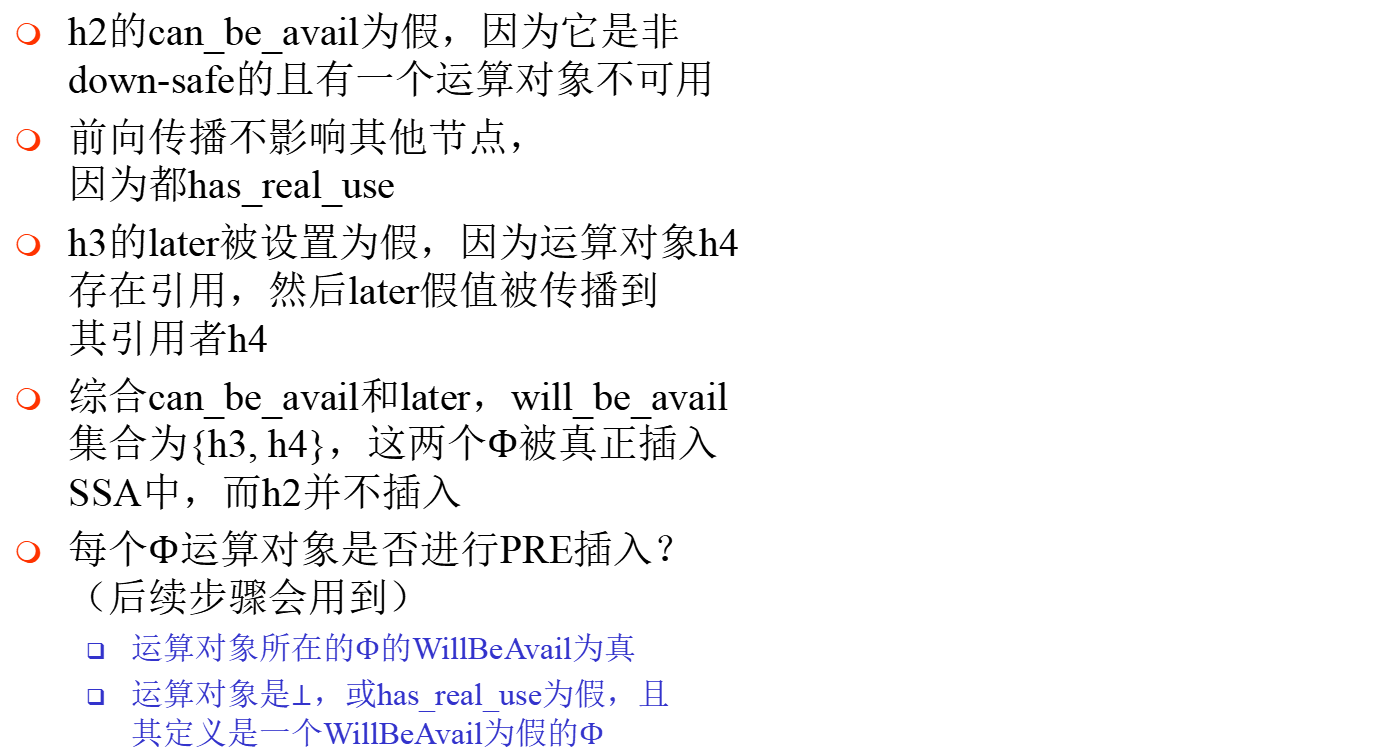 h2的can_be_avail为假，因为它是非
down-safe的且有一个运算对象不可用
前向传播不影响其他节点，
因为都has_real_use
h3的later被设置为假，因为运算对象h4
存在引用，然后later假值被传播到
其引用者h4
综合can_be_avail和later，will_be_avail
集合为{h3, h4}，这两个Φ被真正插入
SSA中，而h2并不插入
每个Φ运算对象是否进行PRE插入？
（后续步骤会用到）
运算对象所在的Φ的WillBeAvail为真
运算对象是⊥，或has_real_use为假，且
其定义是一个WillBeAvail为假的Φ